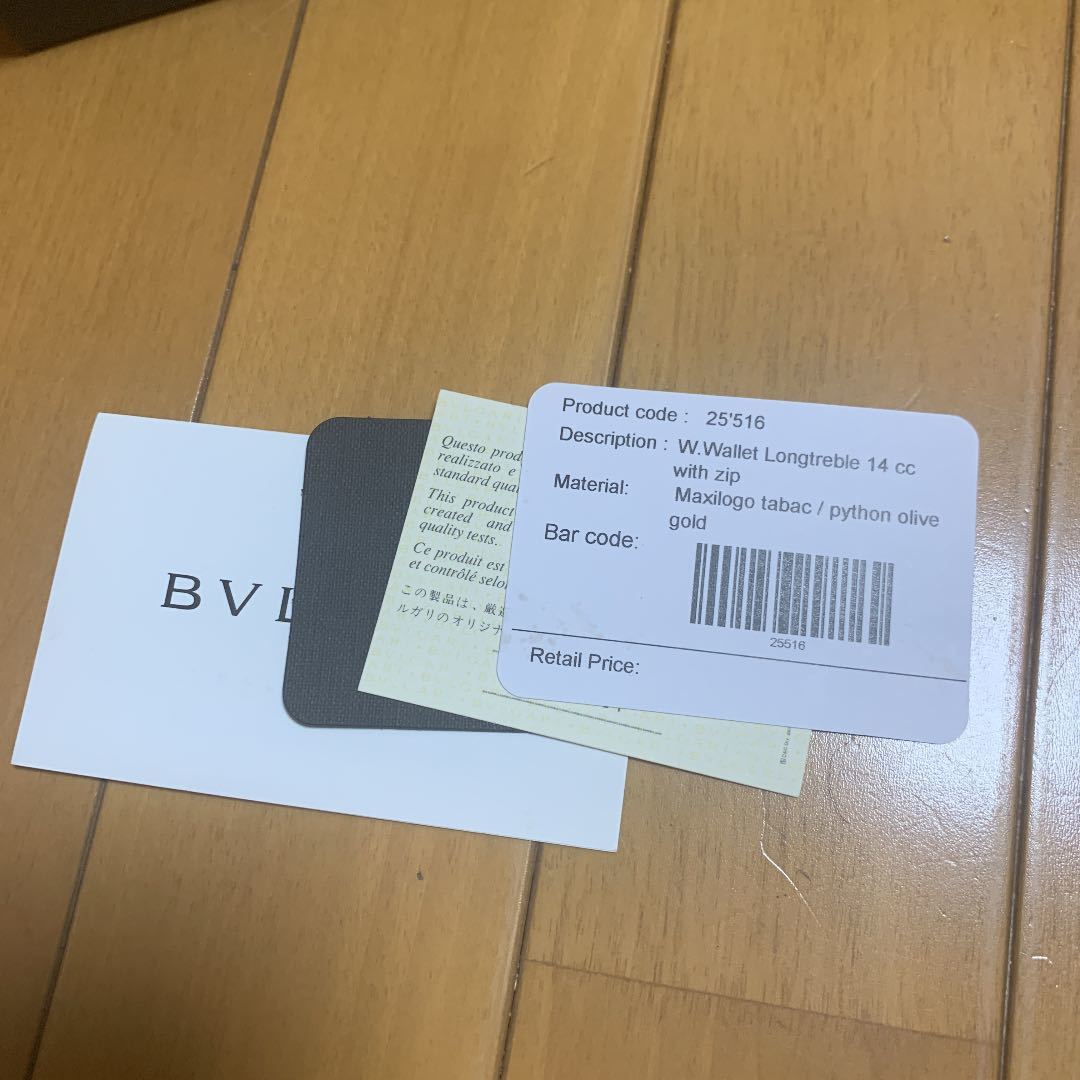 BVL
Questo prod
realizzato e
standard qua
This product
created and
quality tests.
Ce produit est
et contrôlé selo
この製品は、厳
ルガリのオリジナ
Product code : 25'516
Description : W.Wallet Longtreble 14 cc
with zip
Material: Maxilogo tabac / python olive
gold
Bar code:
25516
Retail Price: